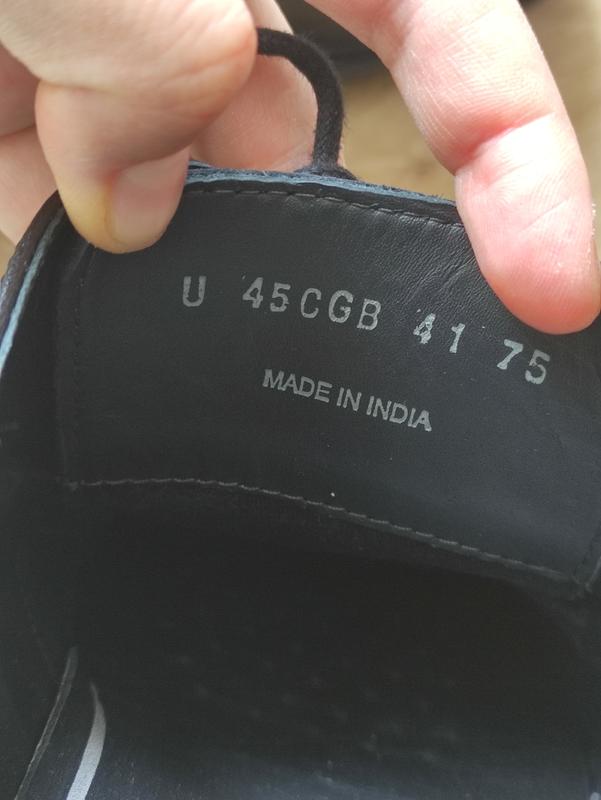 U 45CGB 41 75
MADE IN INDIA